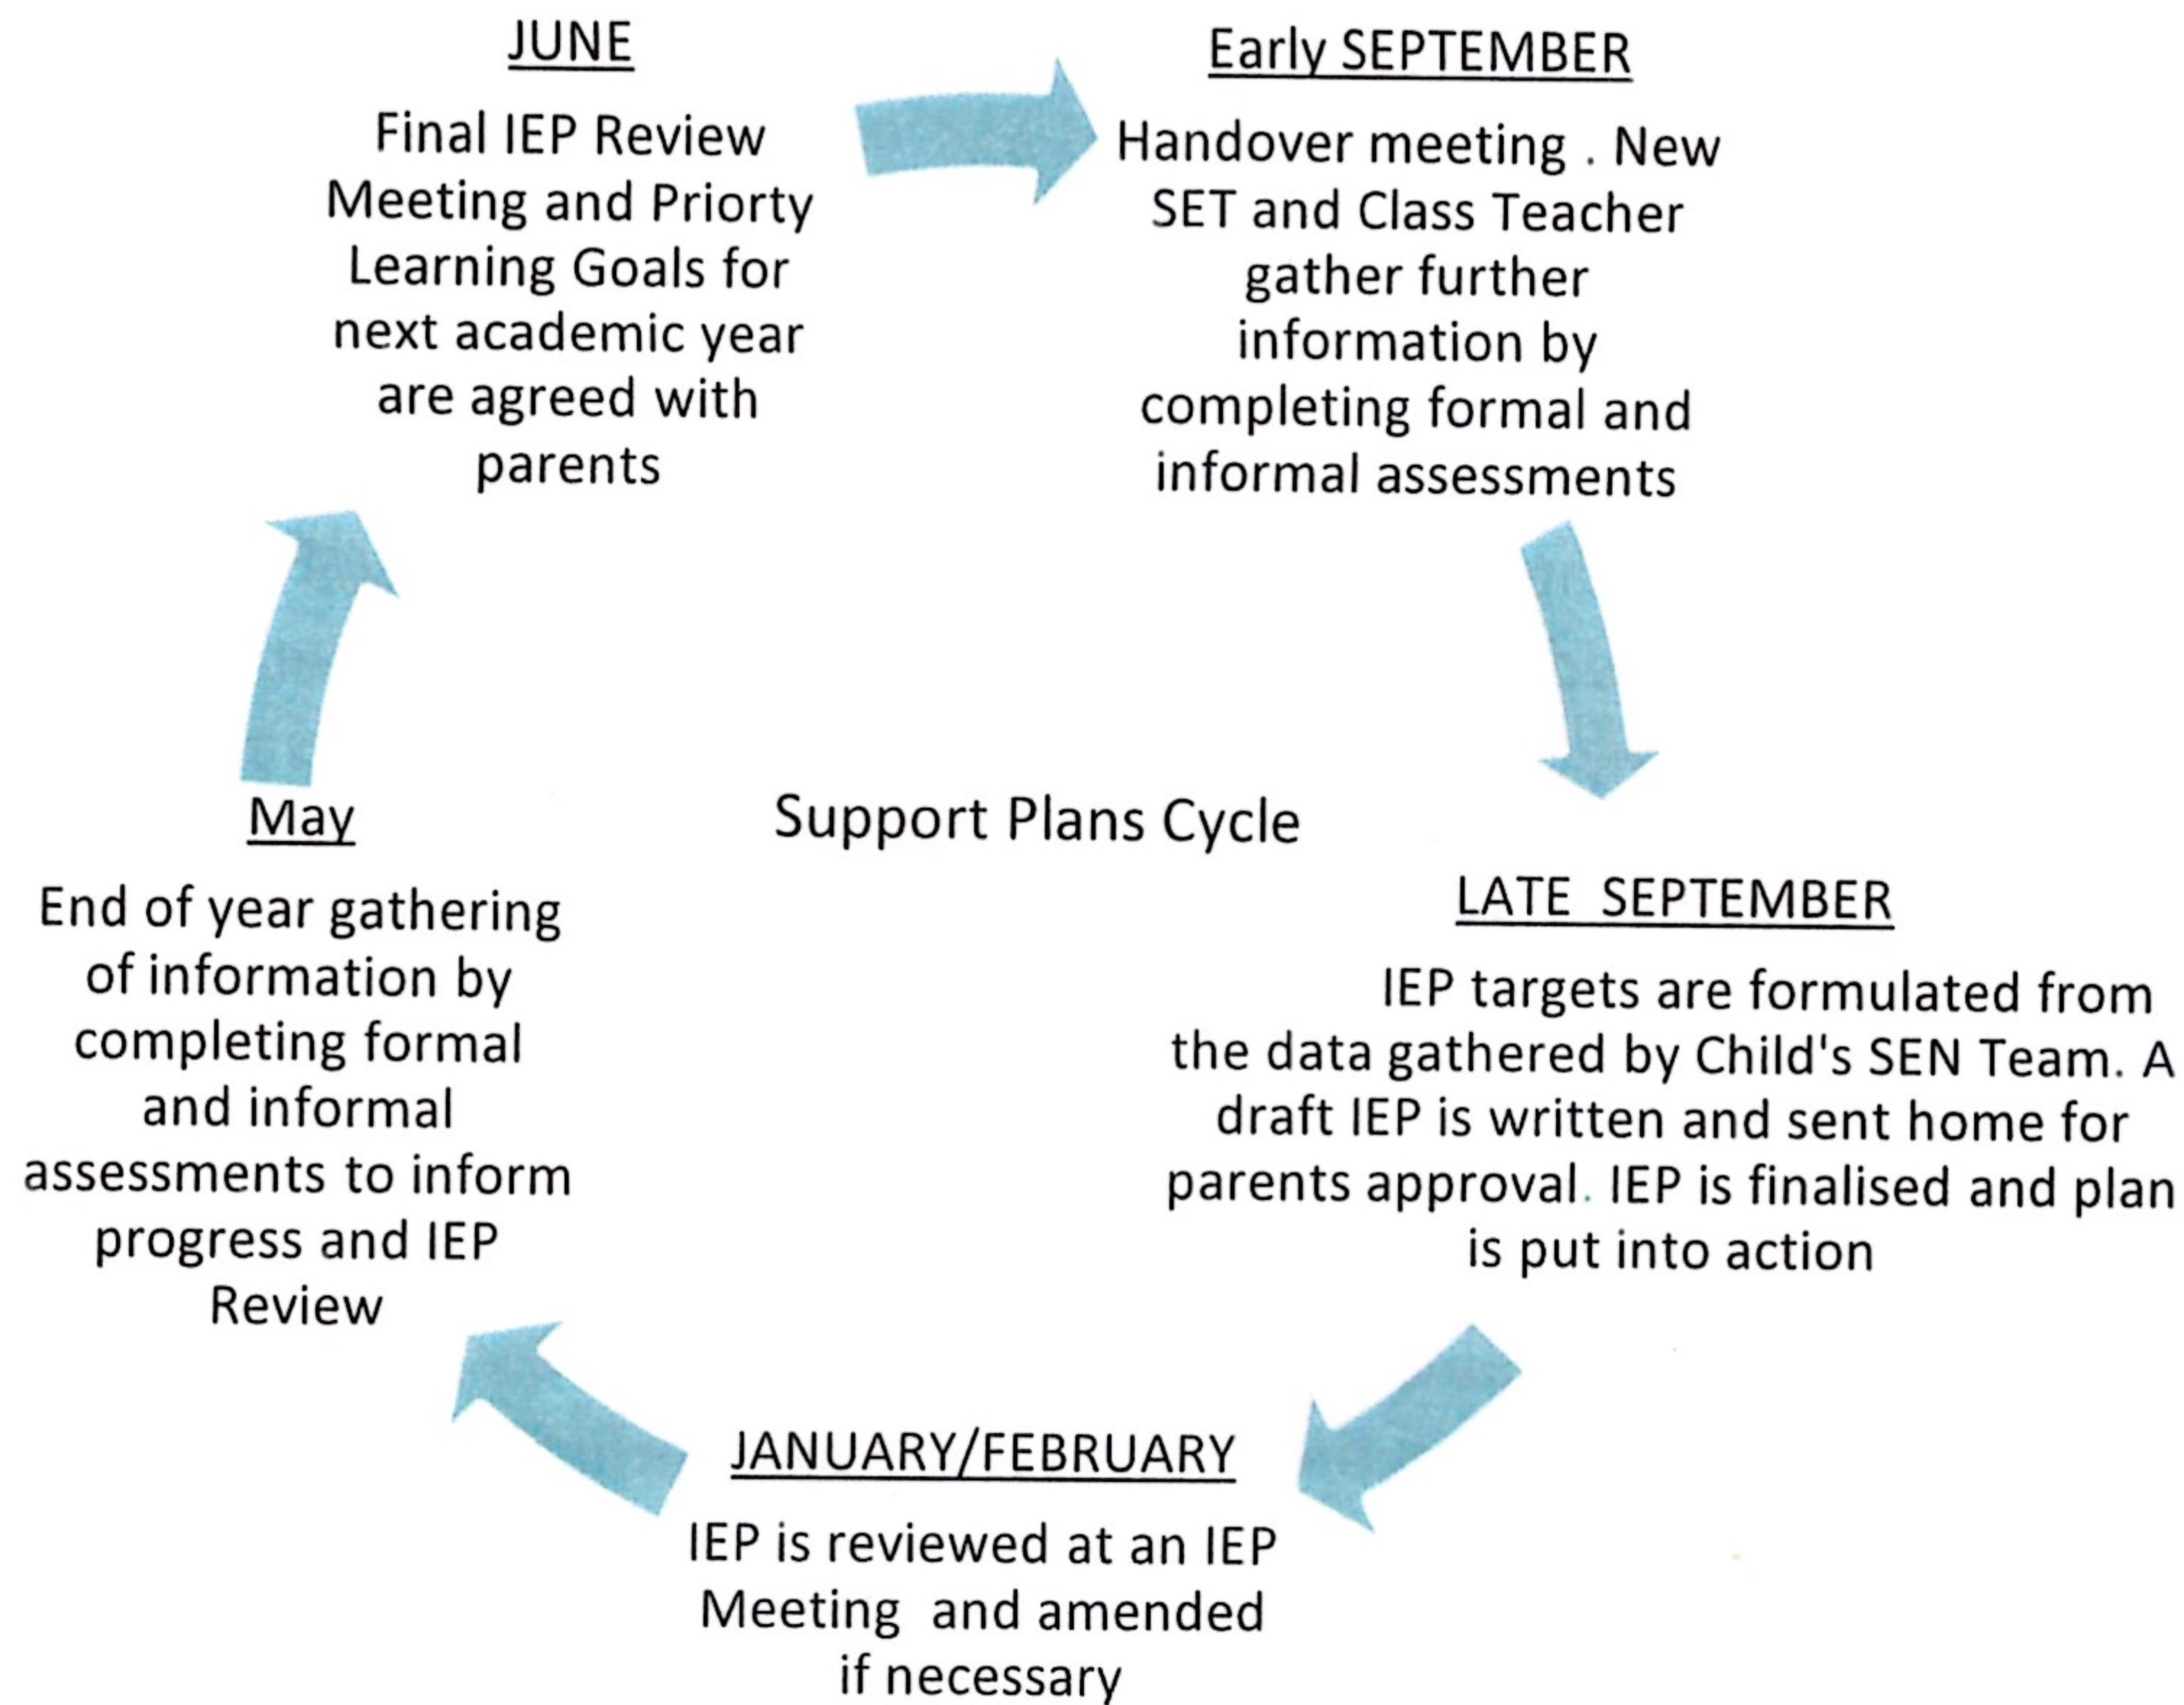 JUNE
Final IEP Review
Meeting and Priorty
Learning Goals for
next academic year
are agreed with
parents
Early SEPTEMBER
Handover meeting . New
SET and Class Teacher
gather further
information by
completing formal and
informal assessments
LATE SEPTEMBER
IEP targets are formulated from
the data gathered by Child's SEN Team. A
draft IEP is written and sent home for
parents approval. IEP is finalised and plan
is put into action
JANUARY/FEBRUARY
IEP is reviewed at an IEP
Meeting and amended
if necessary
May
End of year gathering
of information by
completing formal
and informal
assessments to inform
progress and IEP
Review
Support Plans Cycle